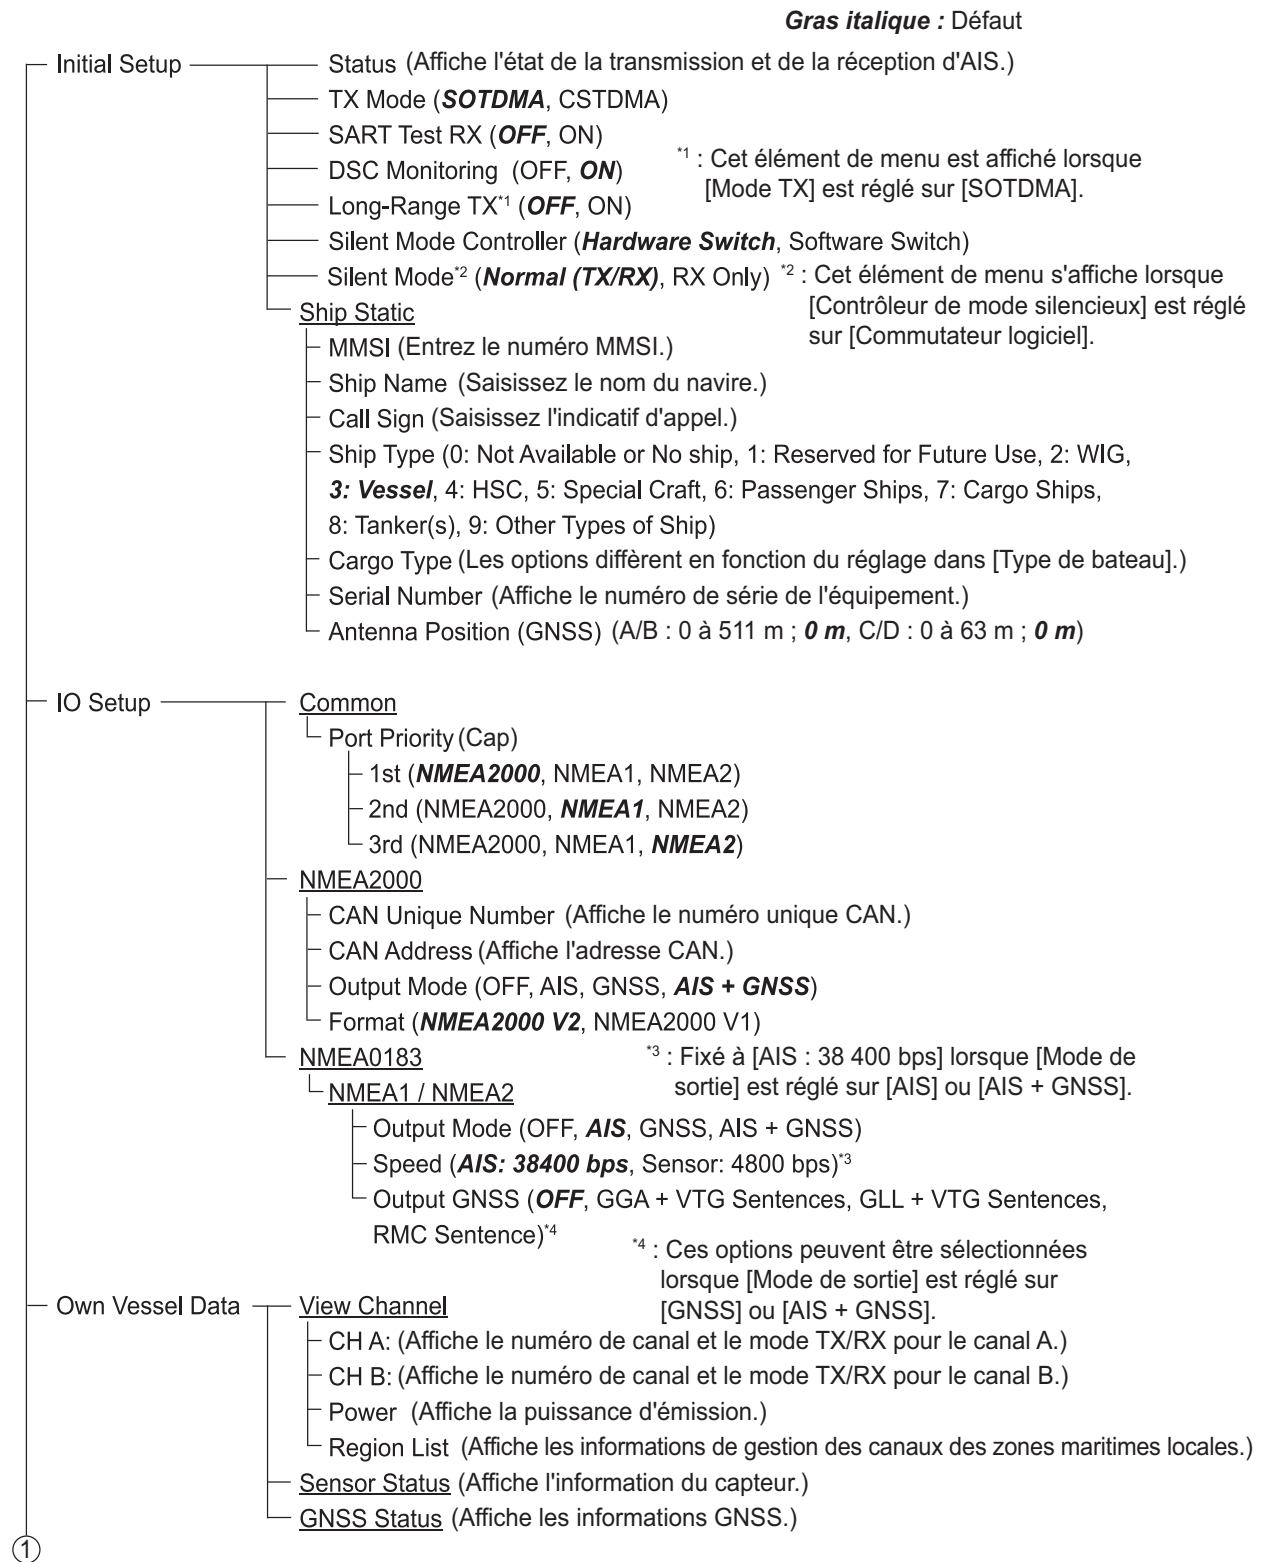 Gras italique : Défaut
Initial Setup
Status (Affiche l'état de la transmission et de la réception d'AIS.)
TX Mode (SOTDMA, CSTDMA)
SART Test RX (OFF, ON)
DSC Monitoring (OFF, ON)
*1 : Cet élément de menu est affiché lorsque
[Mode TX] est réglé sur [SOTDMA].
Long-Range TX*1 (OFF, ON)
Silent Mode Controller (Hardware Switch, Software Switch)
Silent Mode*2 (Normal (TX/RX), RX Only)
*2 : Cet élément de menu s'affiche lorsque
[Contrôleur de mode silencieux] est réglé
sur [Commutateur logiciel].
Ship Static
MMSI (Entrez le numéro MMSI.)
Ship Name (Saisissez le nom du navire.)
Call Sign (Saisissez l'indicatif d'appel.)
Ship Type (0: Not Available or No ship, 1: Reserved for Future Use, 2: WIG,
3: Vessel, 4: HSC, 5: Special Craft, 6: Passenger Ships, 7: Cargo Ships,
8: Tanker(s), 9: Other Types of Ship)
Cargo Type (Les options diffèrent en fonction du réglage dans [Type de bateau].)
Serial Number (Affiche le numéro de série de l'équipement.)
Antenna Position (GNSS) (A/B : 0 à 511 m ; 0 m, C/D : 0 à 63 m ; 0 m)
IO Setup
Common
Port Priority (Cap)
1st (NMEA2000, NMEA1, NMEA2)
2nd (NMEA2000, NMEA1, NMEA2)
3rd (NMEA2000, NMEA1, NMEA2)
NMEA2000
CAN Unique Number (Affiche le numéro unique CAN.)
CAN Address (Affiche l'adresse CAN.)
Output Mode (OFF, AIS, GNSS, AIS + GNSS)
Format (NMEA2000 V2, NMEA2000 V1)
NMEA0183
*3 : Fixé à [AIS : 38 400 bps] lorsque [Mode de
sortie] est réglé sur [AIS] ou [AIS + GNSS].
NMEA1 / NMEA2
Output Mode (OFF, AIS, GNSS, AIS + GNSS)
Speed (AIS: 38400 bps, Sensor: 4800 bps)*3
Output GNSS (OFF, GGA + VTG Sentences, GLL + VTG Sentences,
RMC Sentence)*4
*4 : Ces options peuvent être sélectionnées
lorsque [Mode de sortie] est réglé sur
[GNSS] ou [AIS + GNSS].
Own Vessel Data
View Channel
CH A: (Affiche le numéro de canal et le mode TX/RX pour le canal A.)
CH B: (Affiche le numéro de canal et le mode TX/RX pour le canal B.)
Power (Affiche la puissance d'émission.)
Region List (Affiche les informations de gestion des canaux des zones maritimes locales.)
Sensor Status (Affiche l'information du capteur.)
GNSS Status (Affiche les informations GNSS.)
1